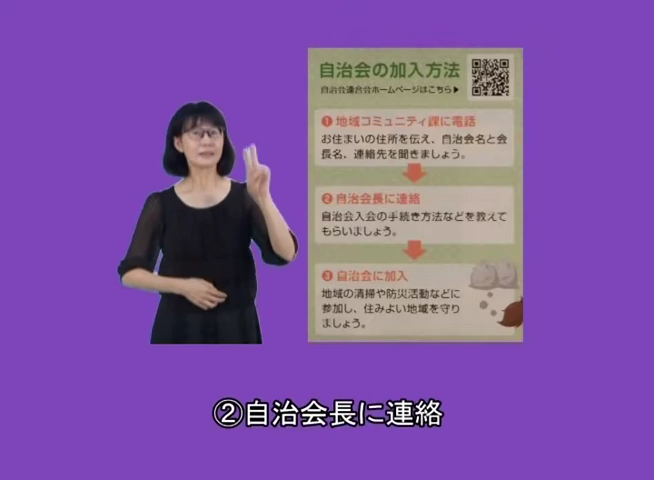 自治会の加入方法
自治会連合会ホームページはこちら▶
❶ 地域コミュニティ課に電話
お住まいの住所を伝え、自治会名と会
長名、連絡先を聞きましょう。
❷ 自治会長に連絡
自治会入会の手続き方法などを教えて
もらいましょう。
❸ 自治会に加入
地域の清掃や防災活動などに
参加し、住みよい地域を守り
ましょう。
②自治会長に連絡